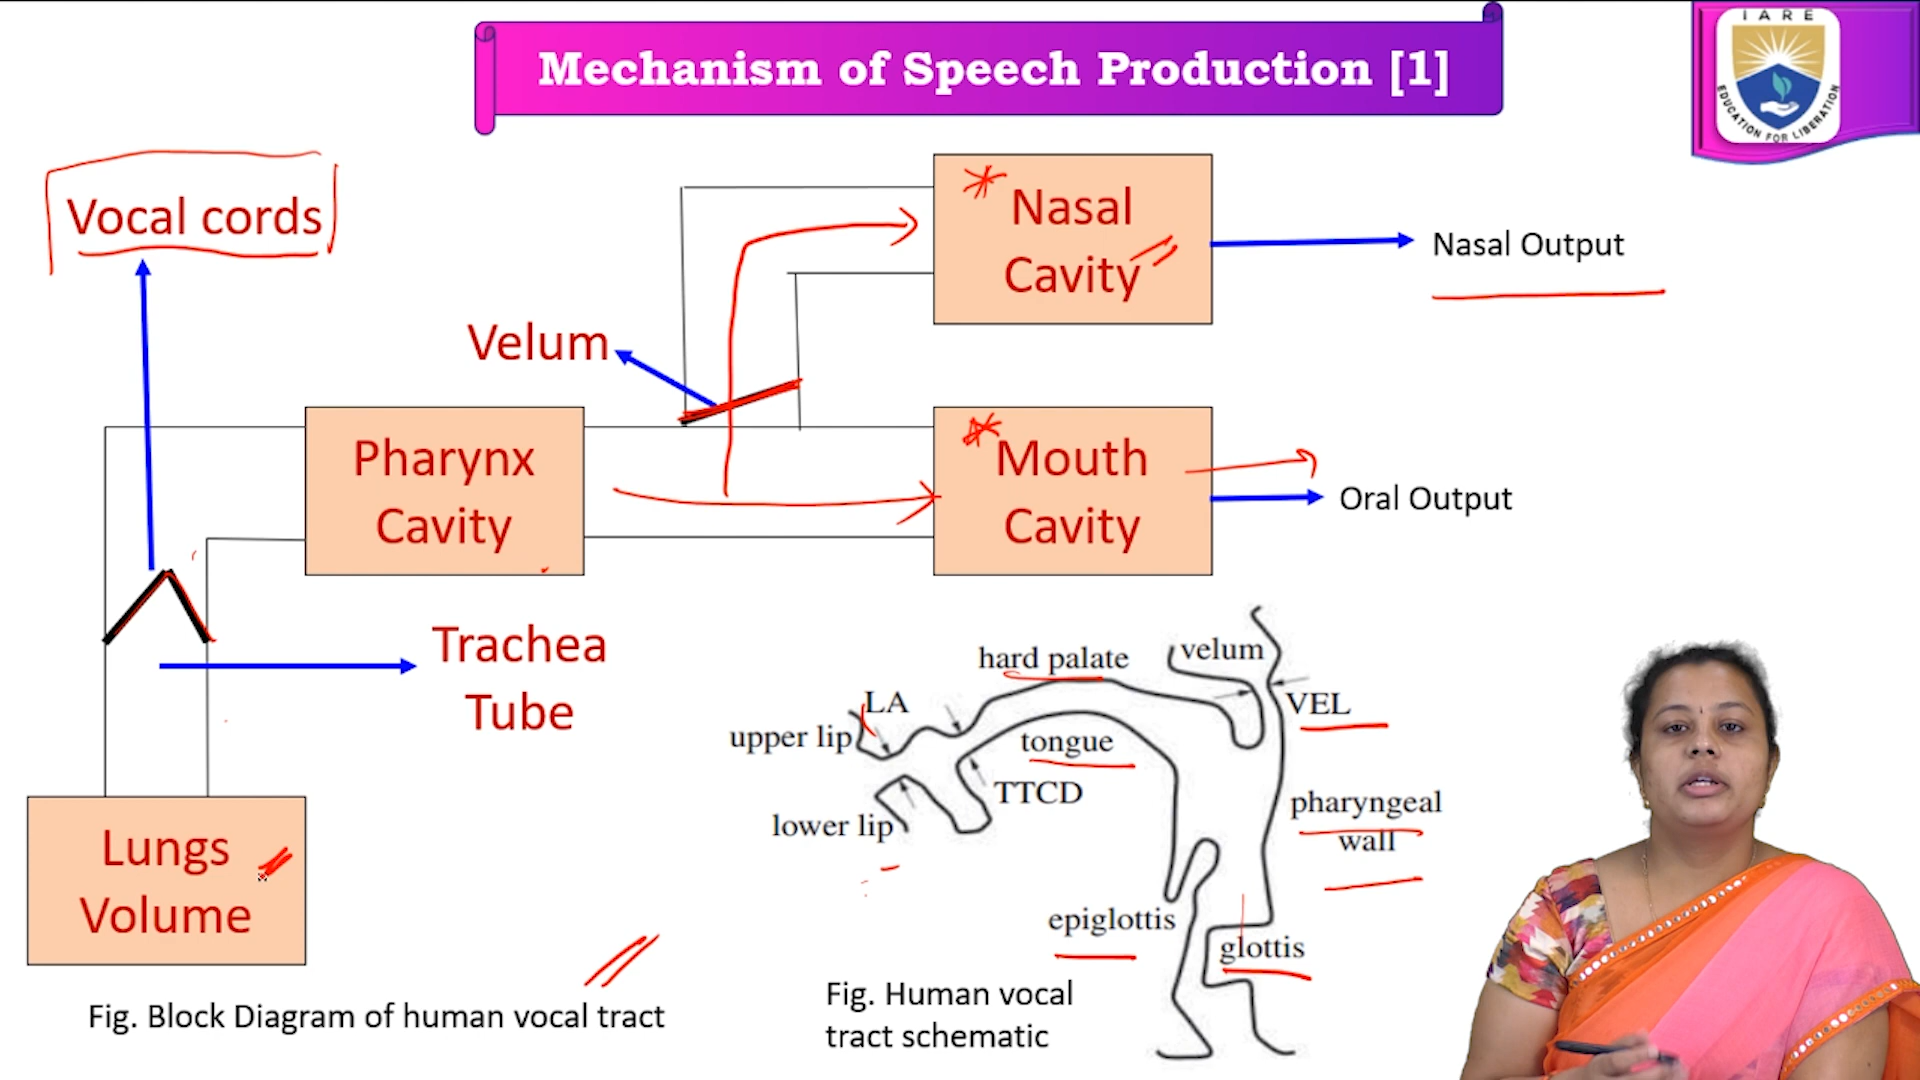 Mechanism of Speech Production [1]
IARE
EDUCATION FOR LIBERATION
Vocal cords
Nasal
Cavity
Nasal Output
Velum
Pharynx
Cavity
Mouth
Cavity
Oral Output
Trachea
Tube
Lungs
Volume
Fig. Block Diagram of human vocal tract
hard palate
velum
LA
VEL
upper lip
tongue
TTCD
lower lip
pharyngeal
wall
epiglottis
glottis
Fig. Human vocal
tract schematic